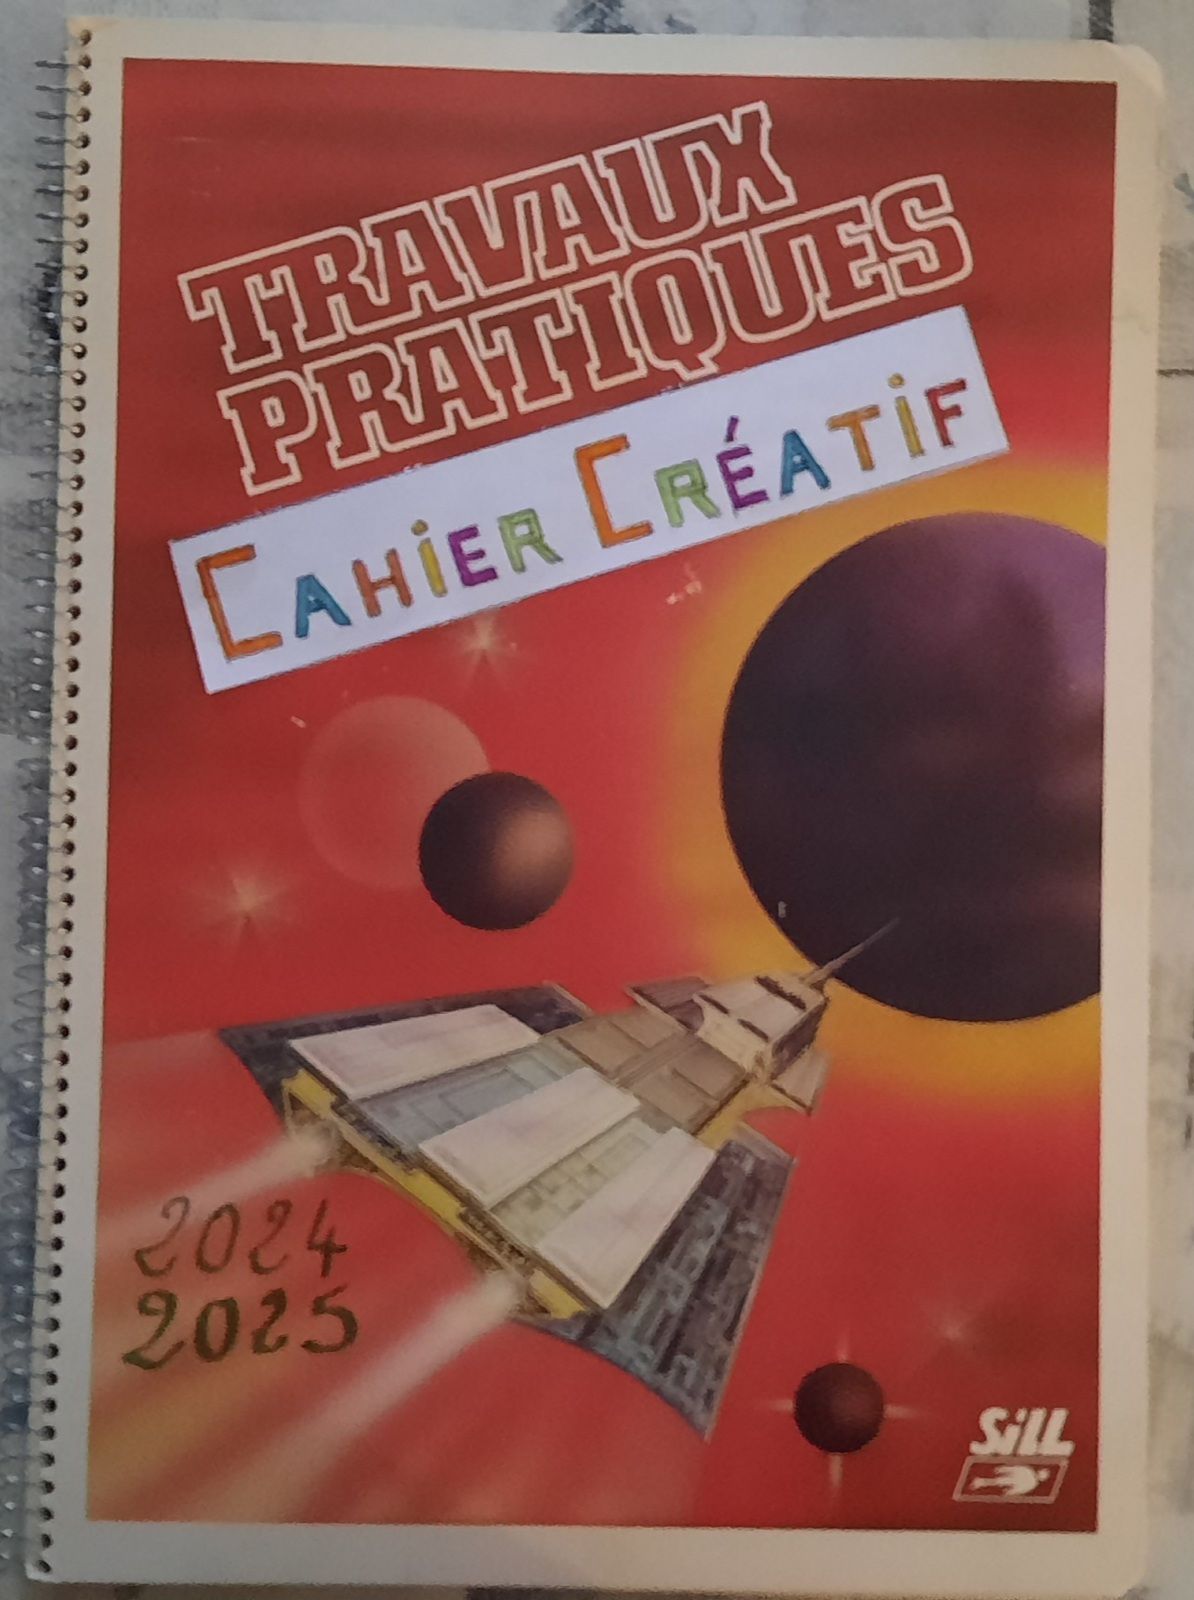 TRAVAUX
PRATIQUES
CAHiER CRÉATiF
2024
2025
SiLL